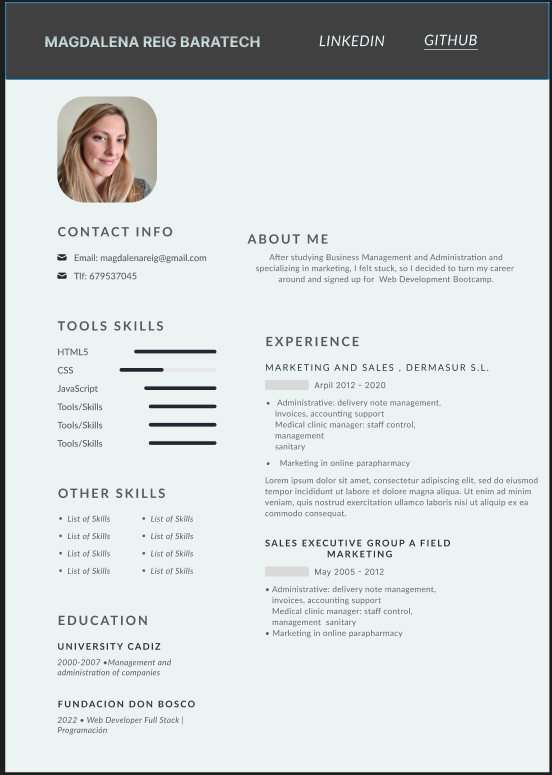 MAGDALENA REIG BARATECH
LINKEDIN
GITHUB
CONTACT INFO
Email: magdalenareig@gmail.com
Tlf: 679537045
TOOLS SKILLS
HTML5
CSS
JavaScript
Tools/Skills
Tools/Skills
Tools/Skills
OTHER SKILLS
• List of Skills • List of Skills
• List of Skills • List of Skills
• List of Skills • List of Skills
• List of Skills • List of Skills
EDUCATION
UNIVERSITY CADIZ
2000-2007 •Management and
administration of companies
FUNDACION DON BOSCO
2022 • Web Developer Full Stack |
Programación
ABOUT ME
After studying Business Management and Administration and
specializing in marketing, I felt stuck, so I decided to turn my career
around and signed up for Web Development Bootcamp.
EXPERIENCE
MARKETING AND SALES , DERMASUR S.L.
Arpil 2012 - 2020
• Administrative: delivery note management,
invoices, accounting support
Medical clinic manager: staff control,
management
sanitary
• Marketing in online parapharmacy
Lorem ipsum dolor sit amet, consectetur adipiscing elit, sed do eiusmod
tempor incididunt ut labore et dolore magna aliqua. Ut enim ad minim
veniam, quis nostrud exercitation ullamco laboris nisi ut aliquip ex ea
commodo consequat.
SALES EXECUTIVE GROUP A FIELD
MARKETING
May 2005 - 2012
• Administrative: delivery note management,
invoices, accounting support
Medical clinic manager: staff control,
management sanitary
• Marketing in online parapharmacy